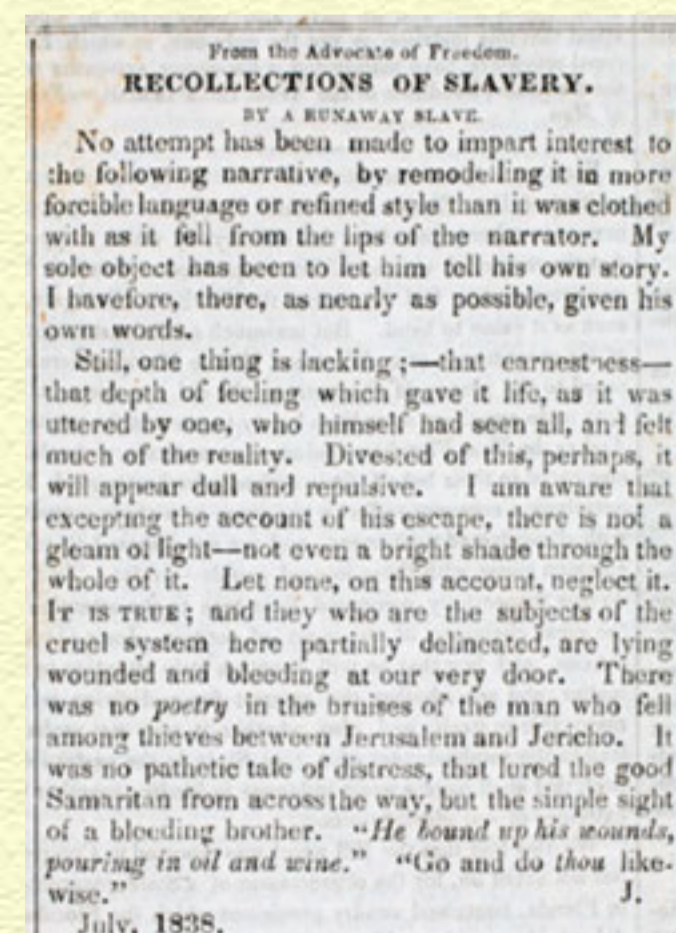 From the Advocate of Freedom.
RECOLLECTIONS OF SLAVERY.
BY A RUNAWAY SLAVE.
No attempt has been made to impart interest to
the following narrative, by remodelling it in more
forcible language or refined style than it was clothed
with as it fell from the lips of the narrator. My
sole object has been to let him tell his own story.
I havefore, there, as nearly as possible, given his
own words.
Still, one thing is lacking;—that earnestness—
that depth of feeling which gave it life, as it was
uttered by one, who himself had seen all, and felt
much of the reality. Divested of this, perhaps, it
will appear dull and repulsive. I am aware that
excepting the account of his escape, there is not a
gleam of light—not even a bright shade through the
whole of it. Let none, on this account, neglect it.
IT IS TRUE; and they who are the subjects of the
cruel system here partially delineated, are lying
wounded and bleeding at our very door. There
was no poetry in the bruises of the man who fell
among thieves between Jerusalem and Jericho. It
was no pathetic tale of distress, that lured the good
Samaritan from across the way, but the simple sight
of a bleeding brother. "He bound up his wounds,
pouring in oil and wine." "Go and do thou like-
wise." J.
July, 1838.